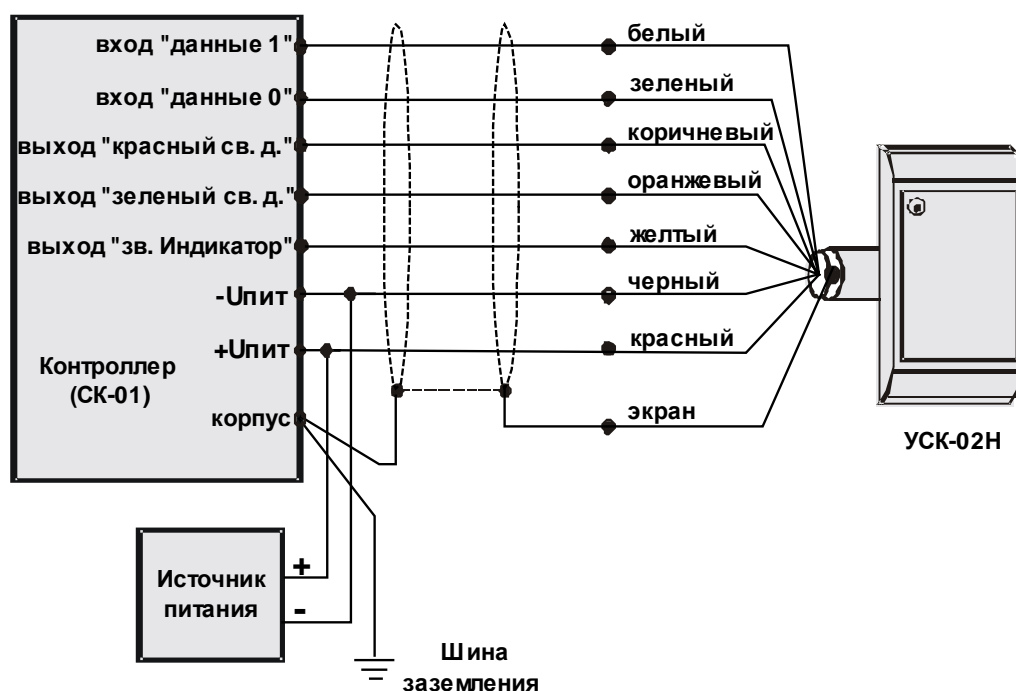 вход "данные 1"
белый
вход "данные 0"
зеленый
выход "красный св. д."
коричневый
выход "зеленый св. д."
оранжевый
выход "зв. Индикатор"
желтый
-Uпит
черный
+Uпит
красный
Контроллер
(СК-01)
корпус
экран
УСК-02Н
Источник
питания
+
-
Шина
заземления